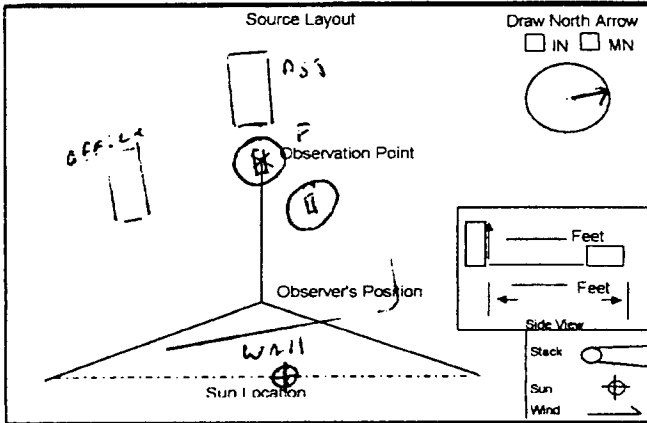 Source Layout
Draw North Arrow
IN MN
OFFICE
F
Observation Point
Feet
Observer's Position
Feet
Side View
WALL
Stack
Sun Location
Sun
Wind